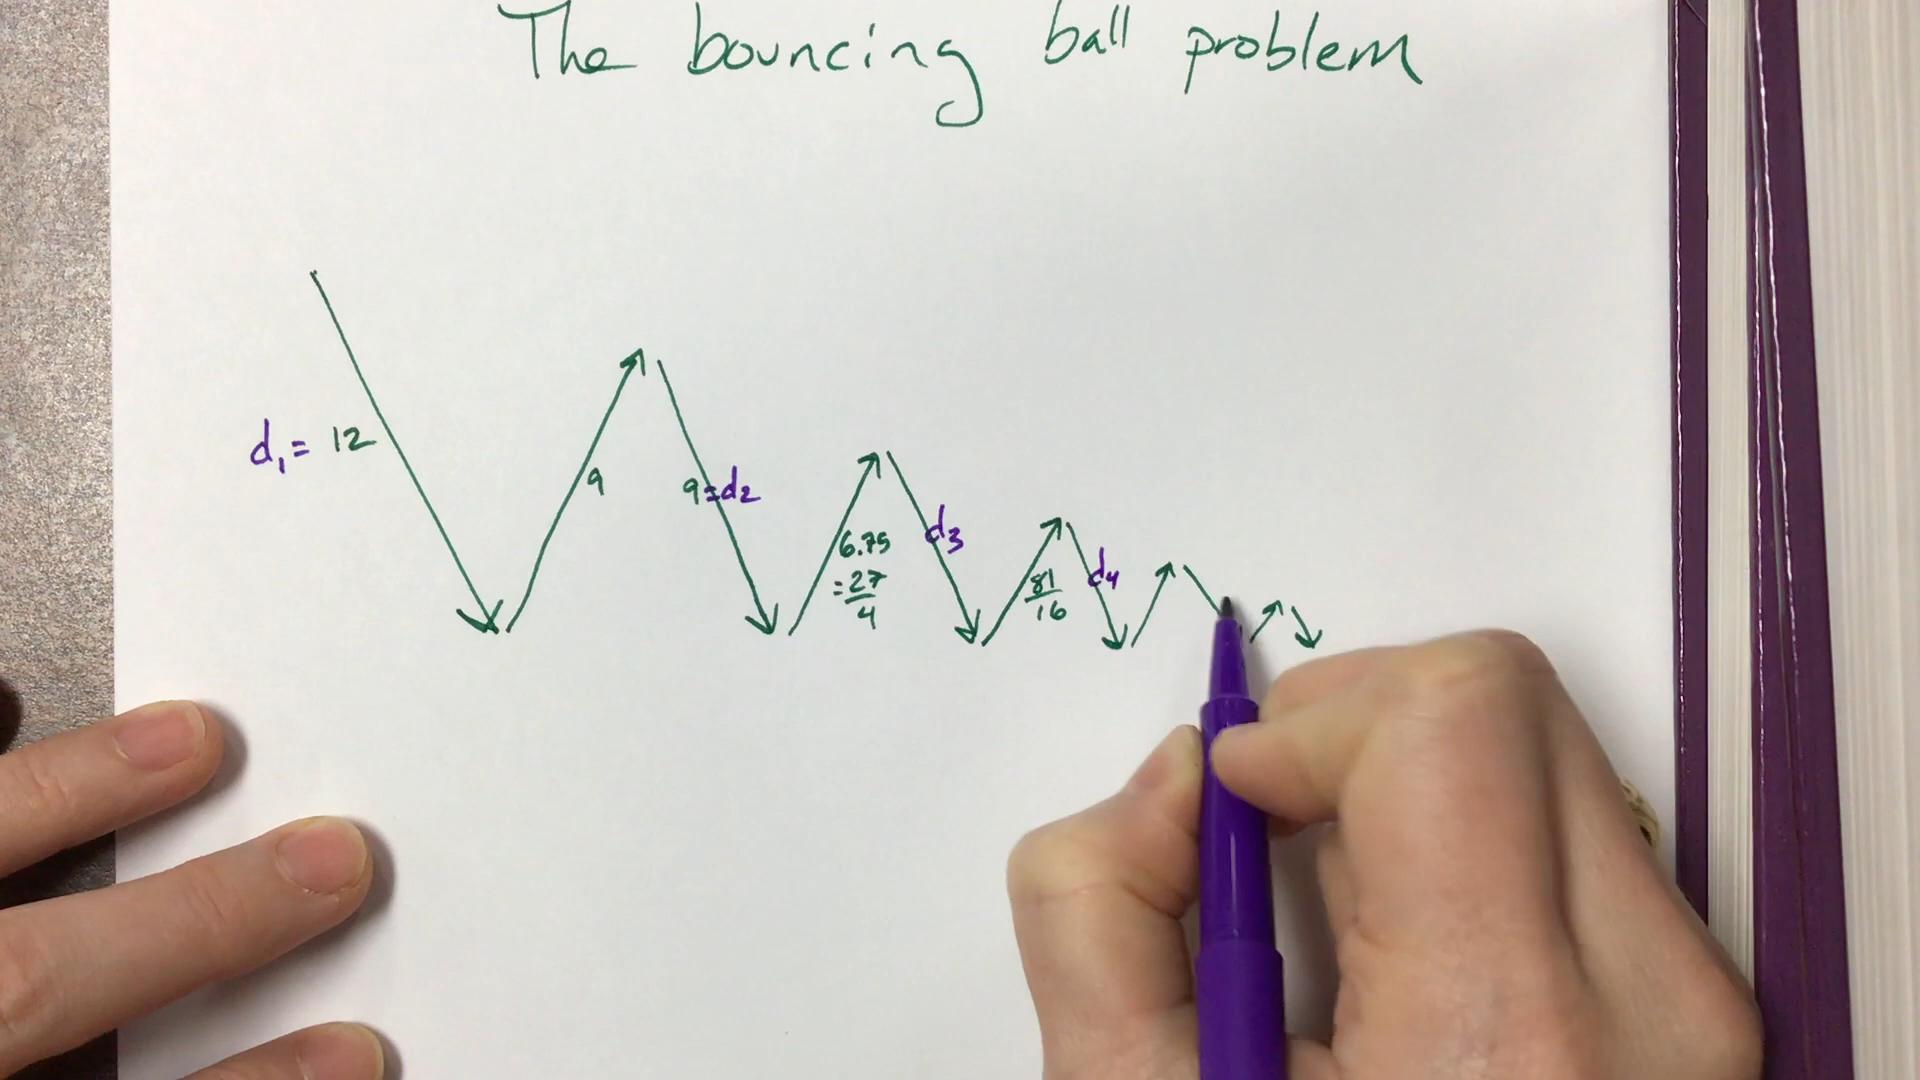 The bouncing ball problem
d₁ = 12
9
9 = d₂
6.75
= 27/4
d₃
81/16
d₄